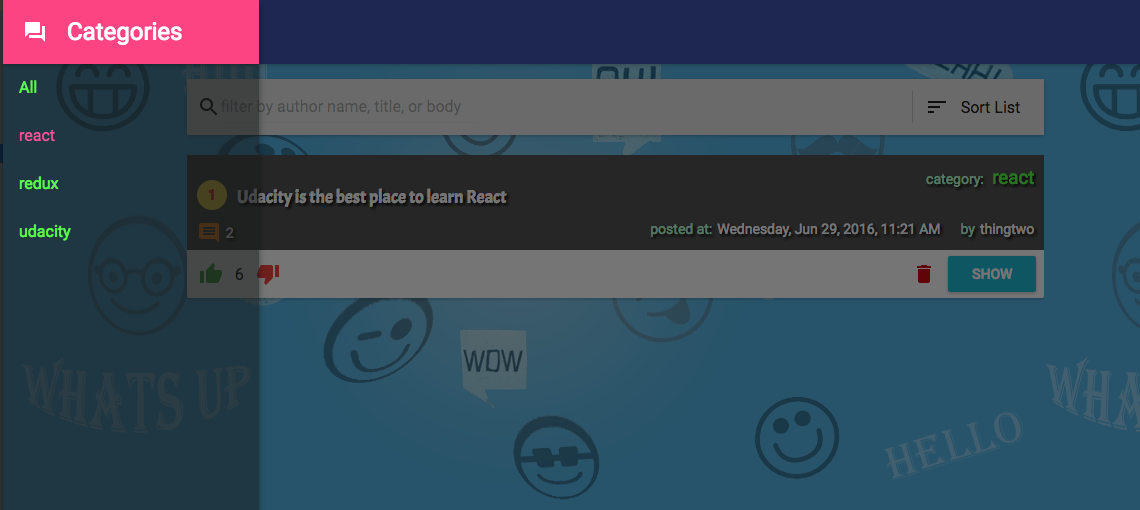 Categories
All
react
redux
udacity
filter by author name, title, or body
Sort List
category: react
1 Udacity is the best place to learn React
2
posted at: Wednesday, Jun 29, 2016, 11:21 AM by thingtwo
6
SHOW
WHATS UP
WOW
HELLO